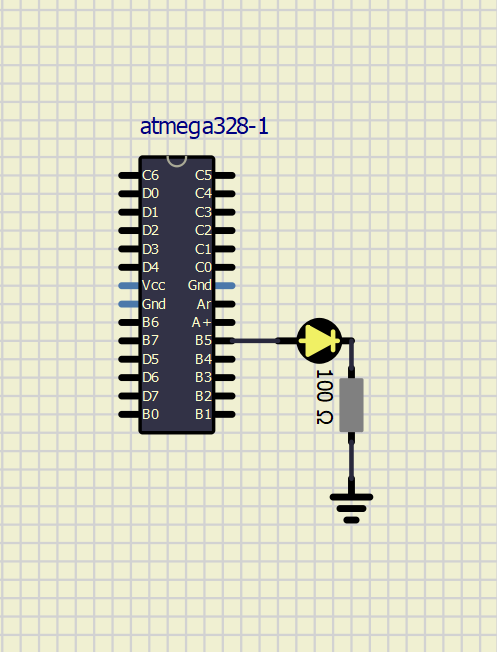 atmega328-1
C6 C5
D0 C4
D1 C3
D2 C2
D3 C1
D4 C0
Vcc Gnd
Gnd Ar
B6 A+
B7 B5
D5 B4
D6 B3
D7 B2
B0 B1
100 Ω